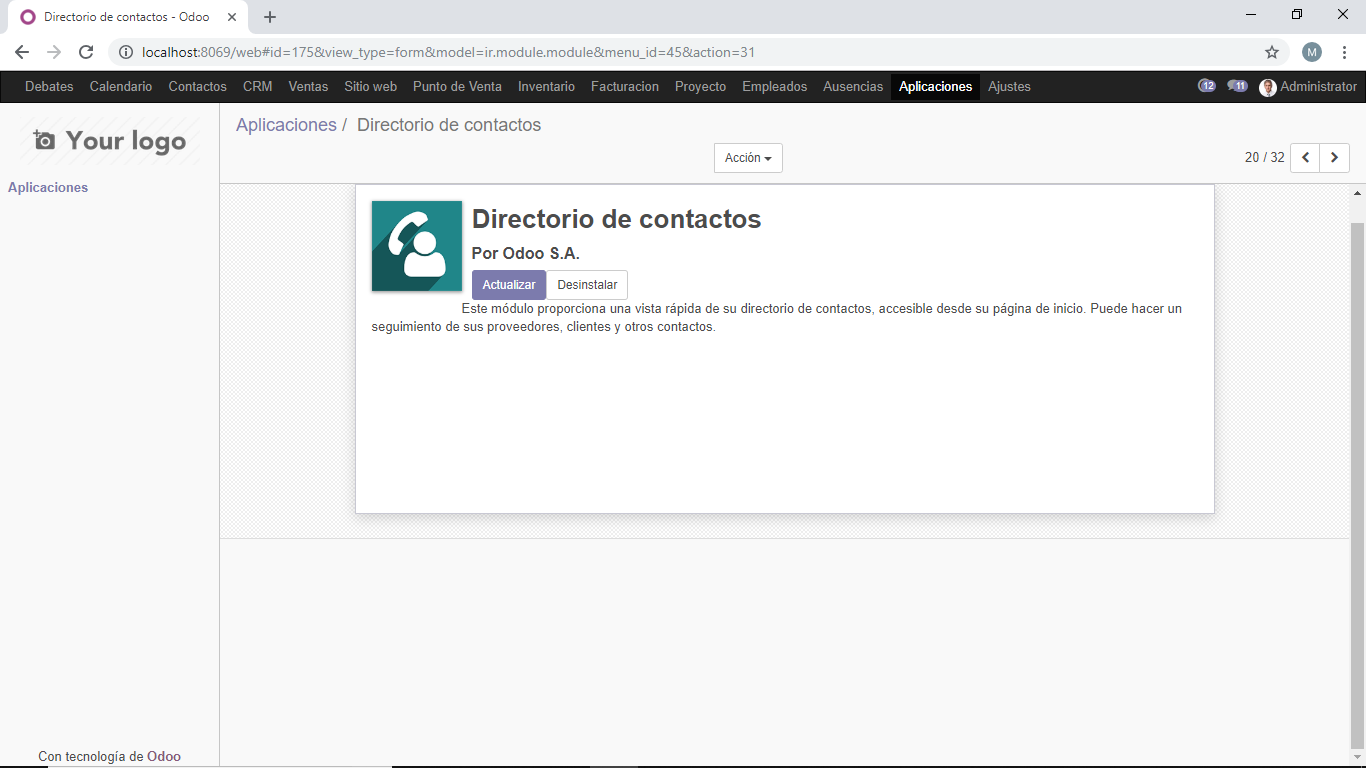 Directorio de contactos - Odoo
localhost:8069/web#id=175&view_type=form&model=ir.module.module&menu_id=45&action=31
M
Debates Calendario Contactos CRM Ventas Sitio web Punto de Venta Inventario Facturacion Proyecto Empleados Ausencias Aplicaciones Ajustes 12 11 Administrator
Your logo
Aplicaciones
Aplicaciones / Directorio de contactos
Acción
20 / 32
Directorio de contactos
Por Odoo S.A.
Actualizar Desinstalar
Este módulo proporciona una vista rápida de su directorio de contactos, accesible desde su página de inicio. Puede hacer un
seguimiento de sus proveedores, clientes y otros contactos.
Con tecnología de Odoo